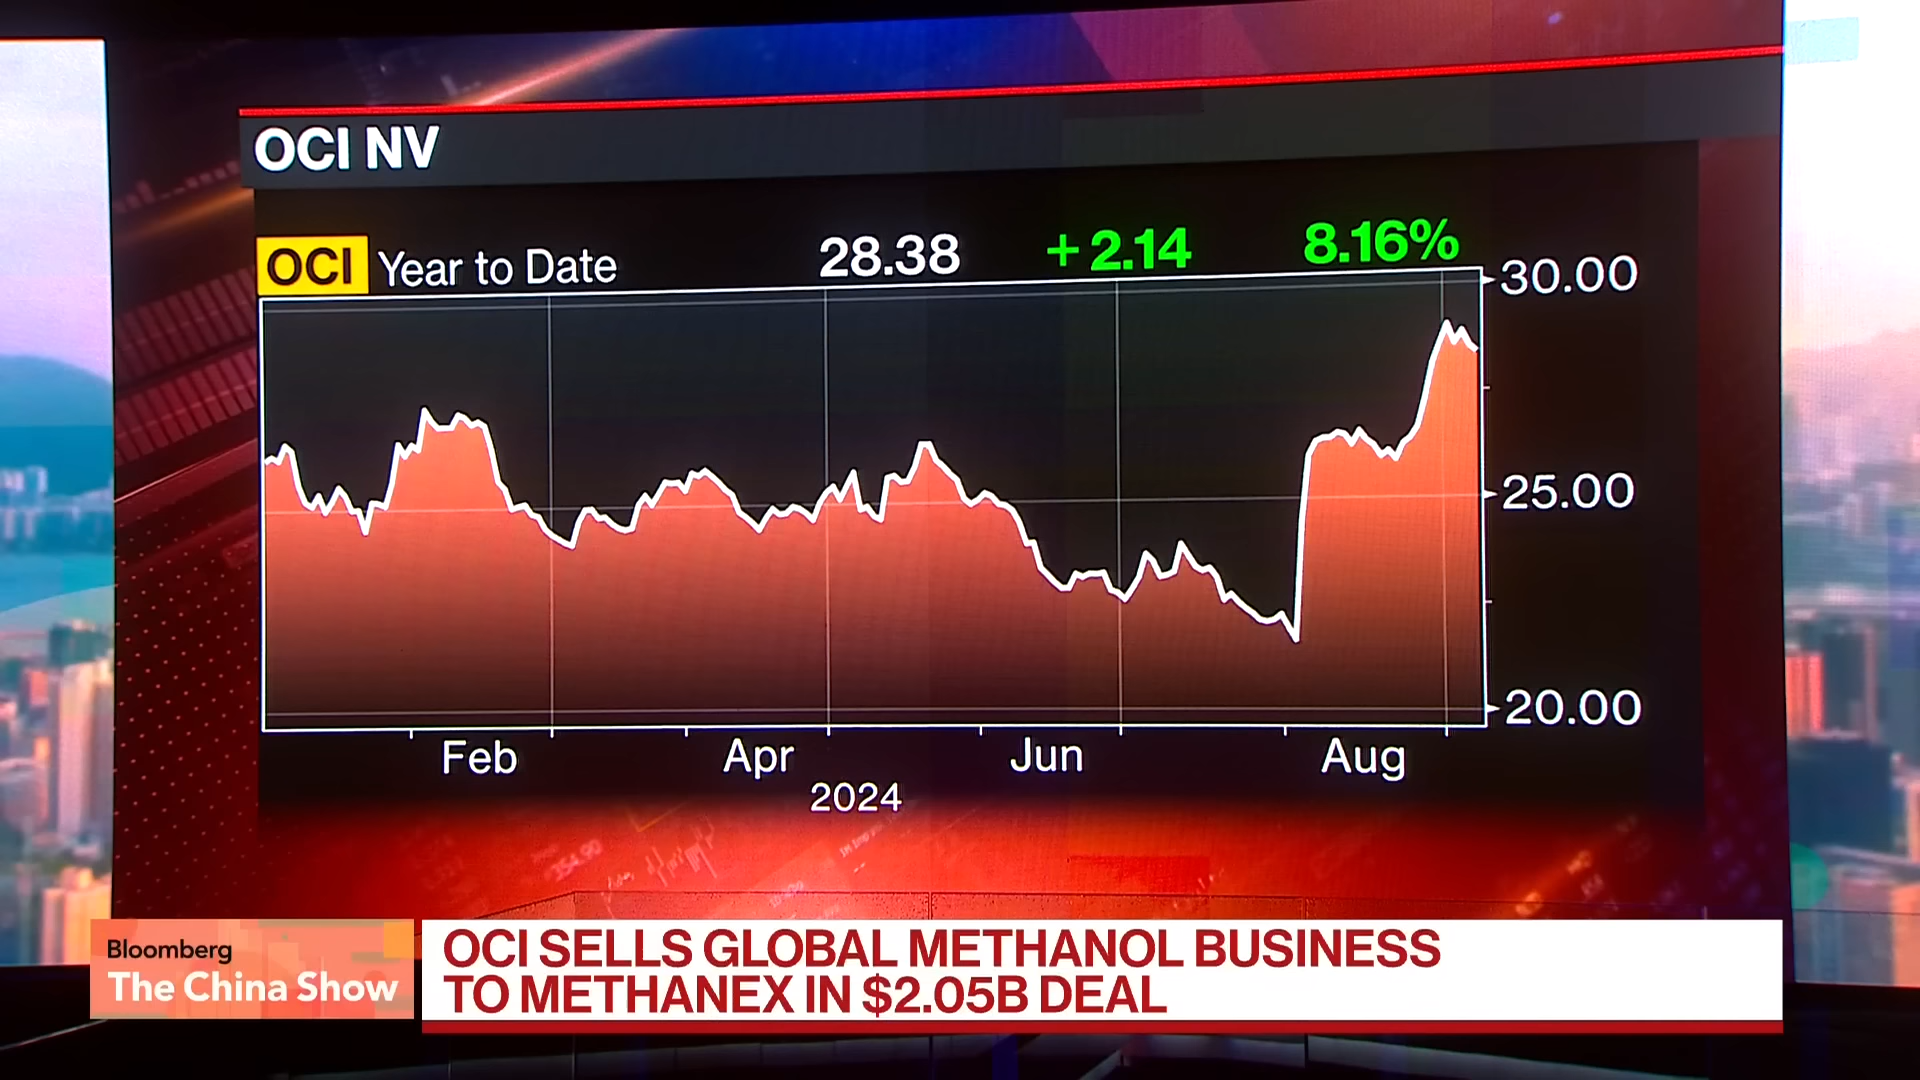 OCI NV
OCI Year to Date 28.38 +2.14 8.16%
30.00
25.00
20.00
Feb Apr Jun Aug
2024
Bloomberg
The China Show
OCI SELLS GLOBAL METHANOL BUSINESS
TO METHANEX IN $2.05B DEAL